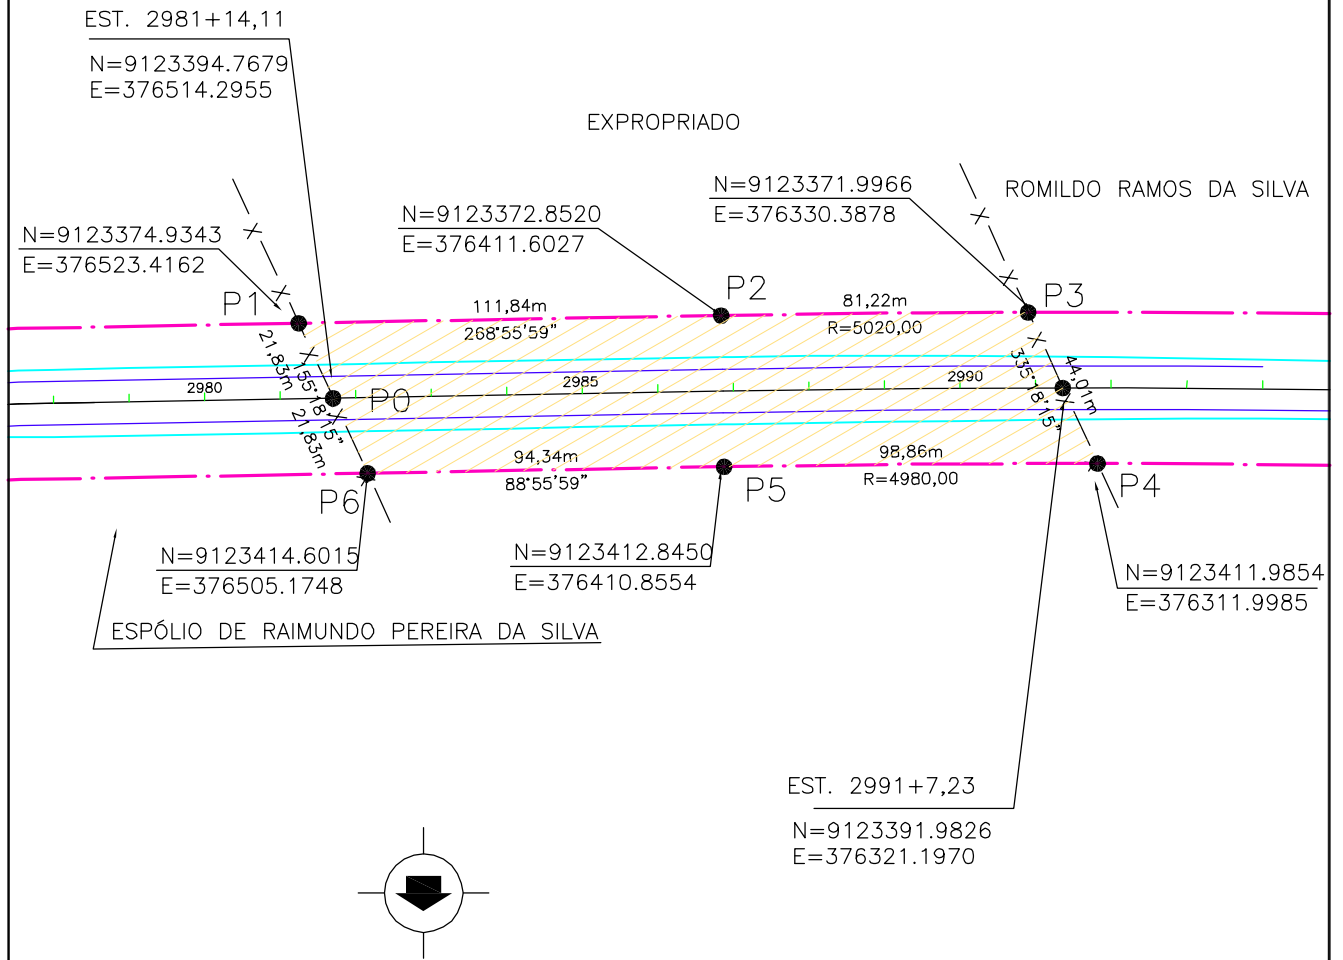 EST. 2981+14,11
N=9123394.7679
E=376514.2955
EXPROPRIADO
N=9123371.9966
E=376330.3878
ROMILDO RAMOS DA SILVA
N=9123372.8520
E=376411.6027
N=9123374.9343
E=376523.4162
P1
P2
P3
111,84m
268°55'59"
81,22m
R=5020,00
21,83m
155°18'15"
21,83m
2980
P0
2985
2990
335°18'15"
44,01m
94,34m
88°55'59"
98,86m
R=4980,00
P6
P5
P4
N=9123414.6015
E=376505.1748
N=9123412.8450
E=376410.8554
N=9123411.9854
E=376311.9985
ESPÓLIO DE RAIMUNDO PEREIRA DA SILVA
EST. 2991+7,23
N=9123391.9826
E=376321.1970